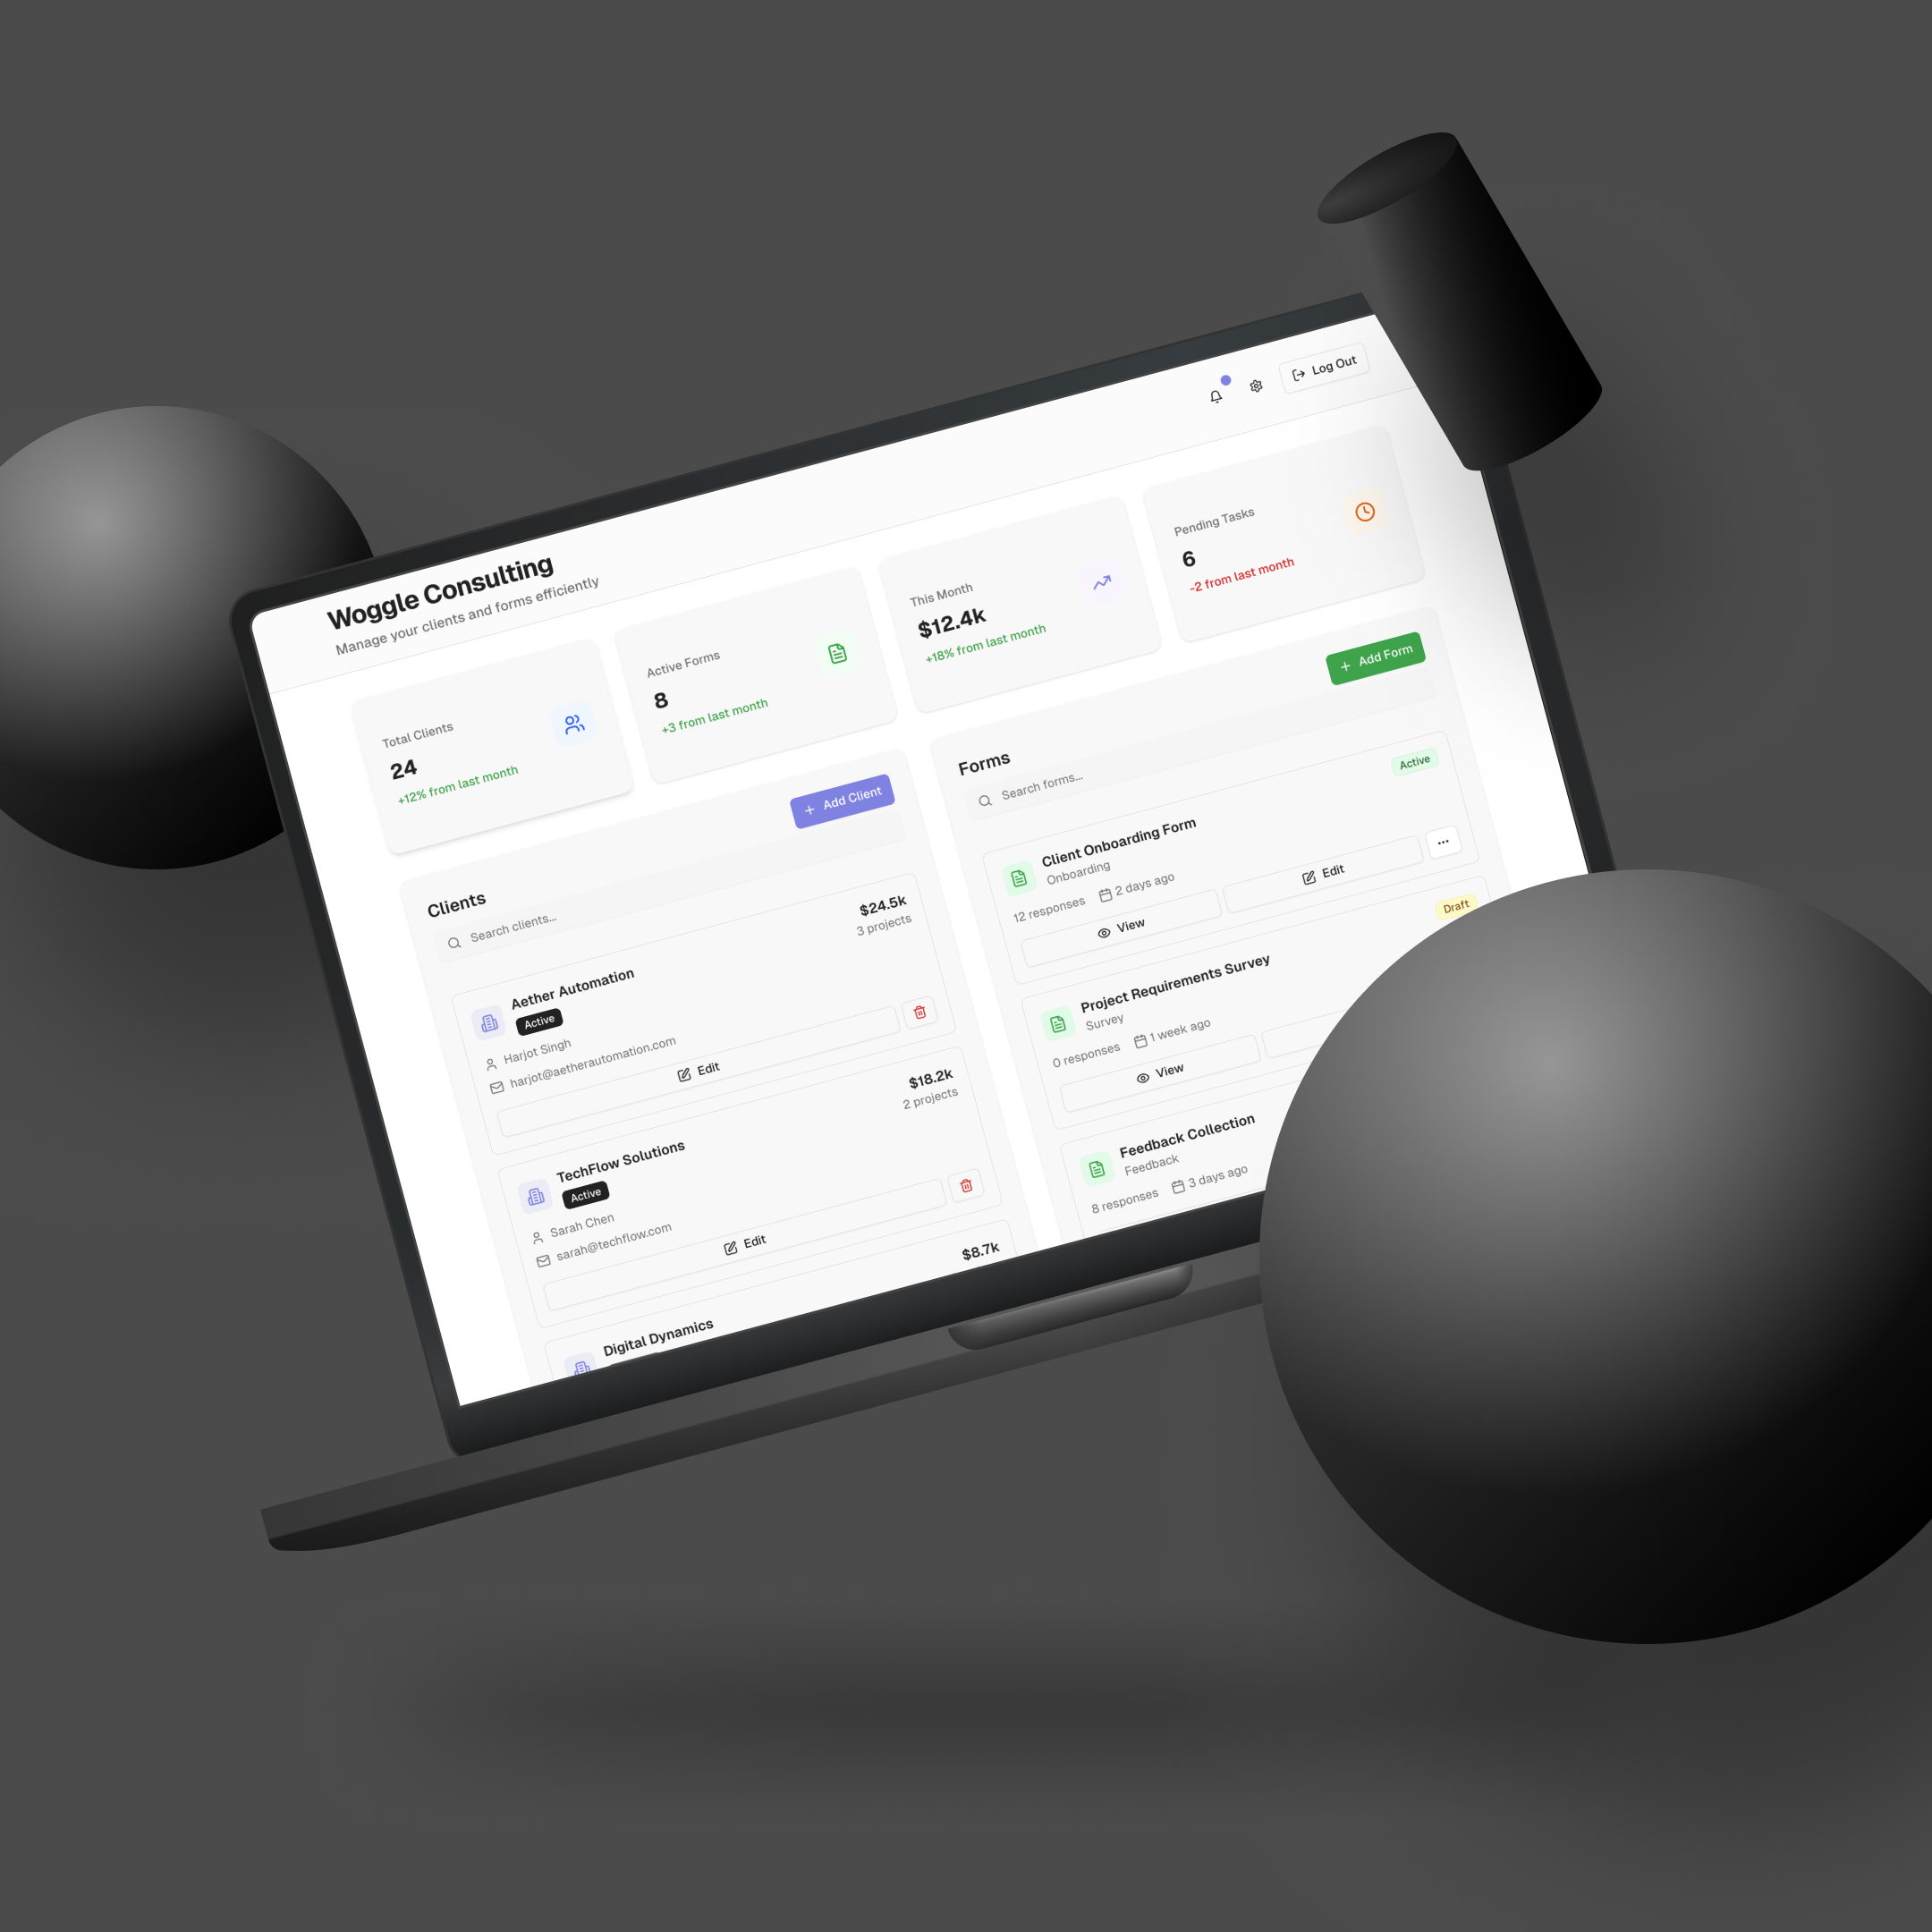 Woggle Consulting
Manage your clients and forms efficiently
Log Out
Total Clients
24
+12% from last month
Active Forms
8
+3 from last month
This Month
$12.4k
+18% from last month
Pending Tasks
6
-2 from last month
Clients
Add Client
Search clients...
Aether Automation
Active
$24.5k
3 projects
Harjot Singh
harjot@aetherautomation.com
Edit
TechFlow Solutions
Active
$18.2k
2 projects
Sarah Chen
sarah@techflow.com
Edit
Digital Dynamics
$8.7k
Forms
Add Form
Search forms...
Client Onboarding Form
Onboarding
Active
12 responses 2 days ago
View
Edit
Project Requirements Survey
Survey
Draft
0 responses 1 week ago
View
Feedback Collection
Feedback
8 responses 3 days ago